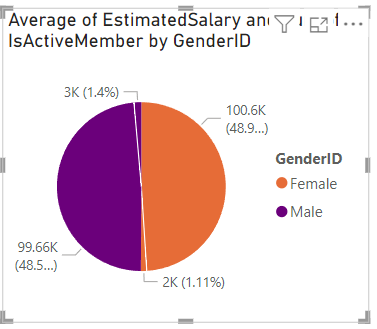 Average of EstimatedSalary and
IsActiveMember by GenderID
3K (1.4%)
100.6K
(48.9...)
GenderID
Female
Male
99.66K
(48.5...)
2K (1.11%)